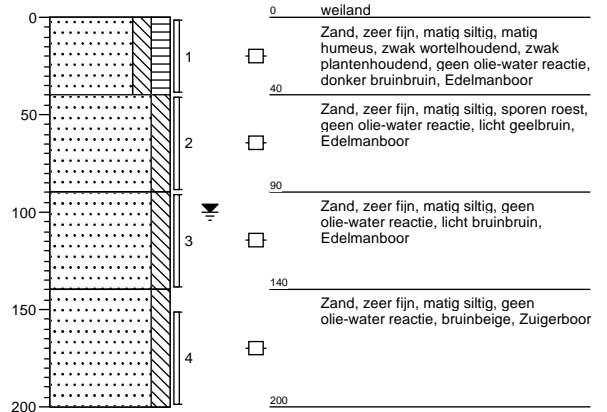 0
50
100
150
200
1
2
3
4
0 weiland
Zand, zeer fijn, matig siltig, matig
humeus, zwak wortelhoudend, zwak
plantenhoudend, geen olie-water reactie,
donker bruinbruin, Edelmanboor
40
Zand, zeer fijn, matig siltig, sporen roest,
geen olie-water reactie, licht geelbruin,
Edelmanboor
90
Zand, zeer fijn, matig siltig, geen
olie-water reactie, licht bruinbruin,
Edelmanboor
140
Zand, zeer fijn, matig siltig, geen
olie-water reactie, bruinbeige, Zuigerboor
200